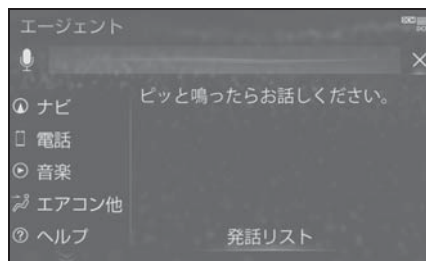 エージェント
ピッと鳴ったらお話しください。
ナビ
電話
音楽
エアコン他
ヘルプ
発話リスト